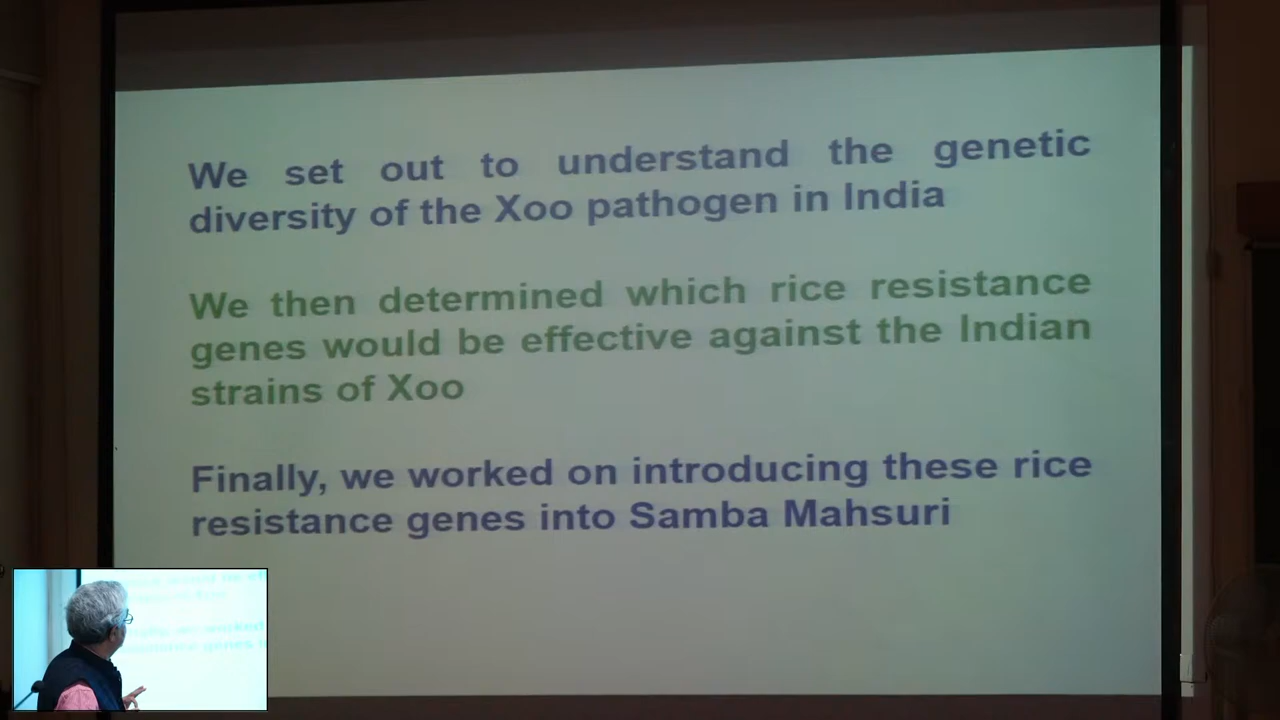 We set out to understand the genetic
diversity of the Xoo pathogen in India
We then determined which rice resistance
genes would be effective against the Indian
strains of Xoo
Finally, we worked on introducing these rice
resistance genes into Samba Mahsuri